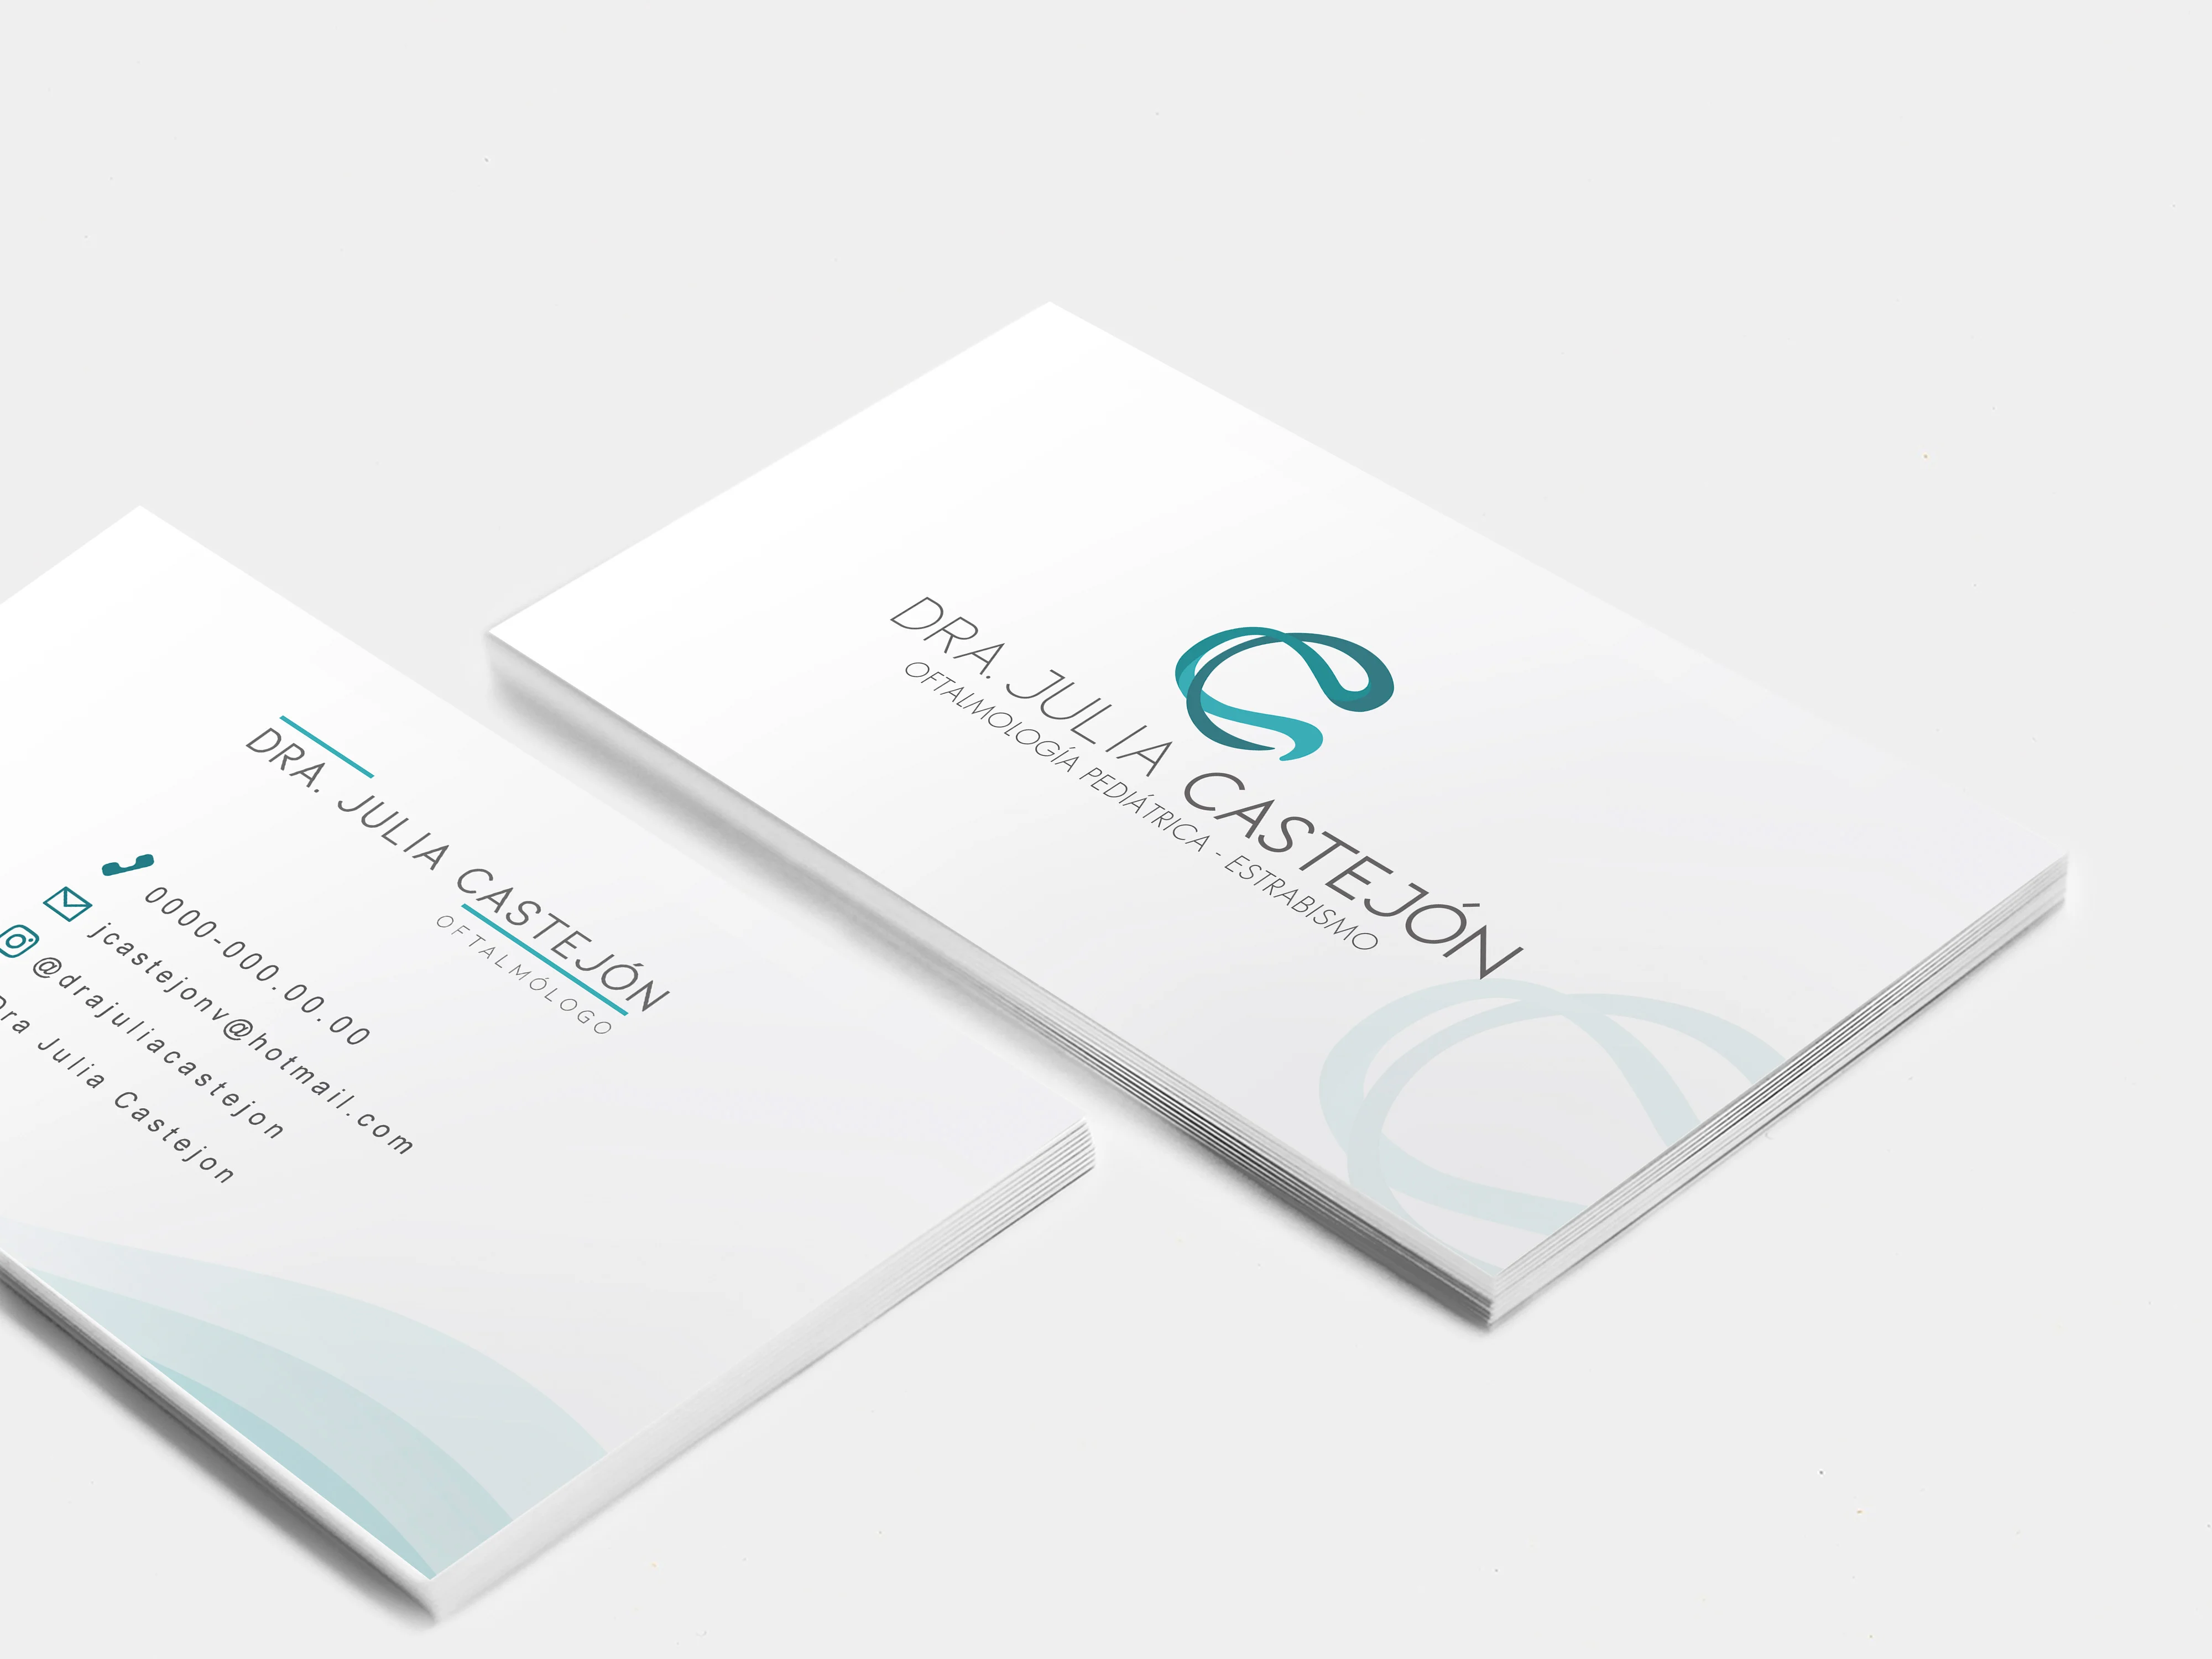 DRA. JULIA CASTEJÓN
OFTALMÓLOGO
0000-000.00.00
jcastejonv@hotmail.com
@drajuliacastejon
Dra Julia Castejon
DRA. JULIA CASTEJÓN
OFTALMOLOGÍA PEDIÁTRICA - ESTRABISMO